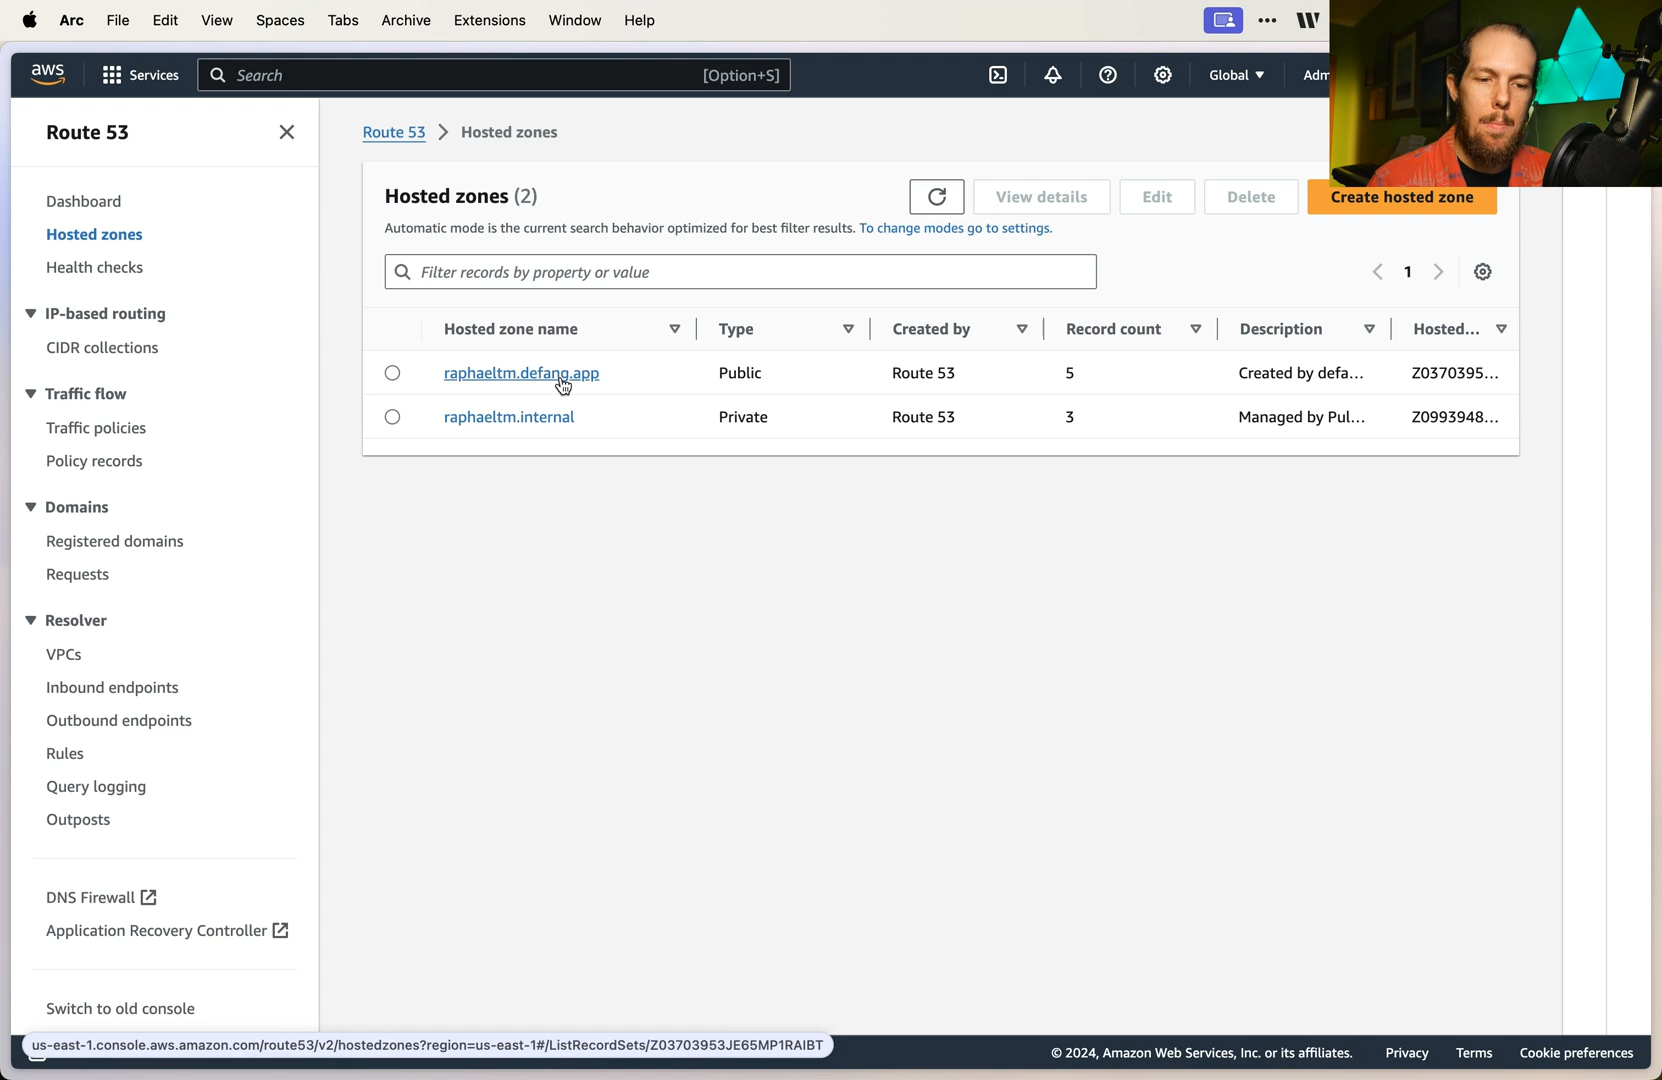 Arc File Edit View Spaces Tabs Archive Extensions Window Help
aws Services Search [Option+S] Global Adm
Route 53
Dashboard
Hosted zones
Health checks
IP-based routing
CIDR collections
Traffic flow
Traffic policies
Policy records
Domains
Registered domains
Requests
Resolver
VPCs
Inbound endpoints
Outbound endpoints
Rules
Query logging
Outposts
DNS Firewall
Application Recovery Controller
Switch to old console
Route 53 Hosted zones
Hosted zones (2) View details Edit Delete Create hosted zone
Automatic mode is the current search behavior optimized for best filter results. To change modes go to settings.
Filter records by property or value 1
Hosted zone name Type Created by Record count Description Hosted...
raphaeltm.defang.app Public Route 53 5 Created by defa... Z0370395...
raphaeltm.internal Private Route 53 3 Managed by Pul... Z0993948...
us-east-1.console.aws.amazon.com/route53/v2/hostedzones?region=us-east-1#/ListRecordSets/Z03703953JE65MP1RAIBT
© 2024, Amazon Web Services, Inc. or its affiliates. Privacy Terms Cookie preferences